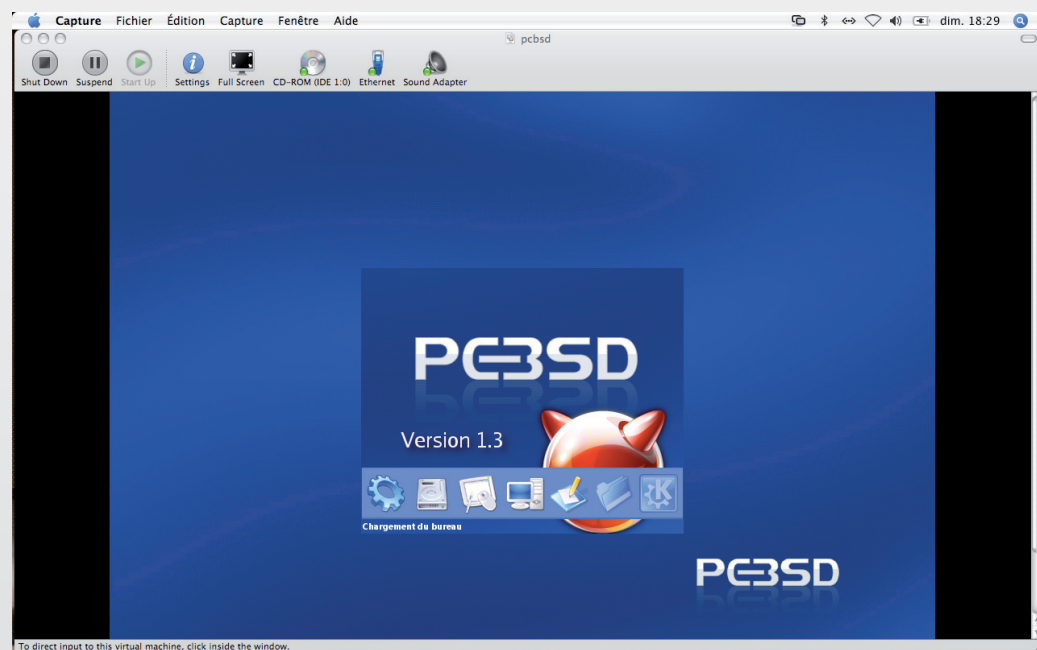 Capture Fichier Édition Capture Fenêtre Aide dim. 18:29
pcbsd
Shut Down Suspend Start Up Settings Full Screen CD-ROM (IDE 1:0) Ethernet Sound Adapter
PCBSD
Version 1.3
K
Chargement du bureau
PCBSD
To direct input to this virtual machine, click inside the window.